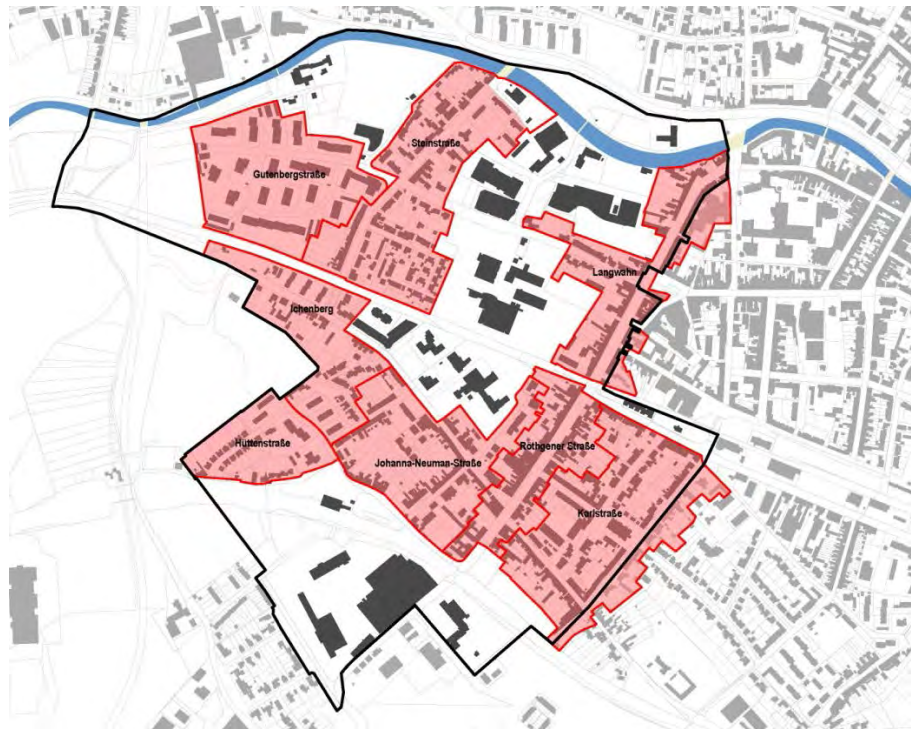 Steinstraße
Gutenbergstraße
Langwahn
Ichenberg
Rothgener Straße
Hüttenstraße
Johanna-Neuman-Straße
Karlstraße